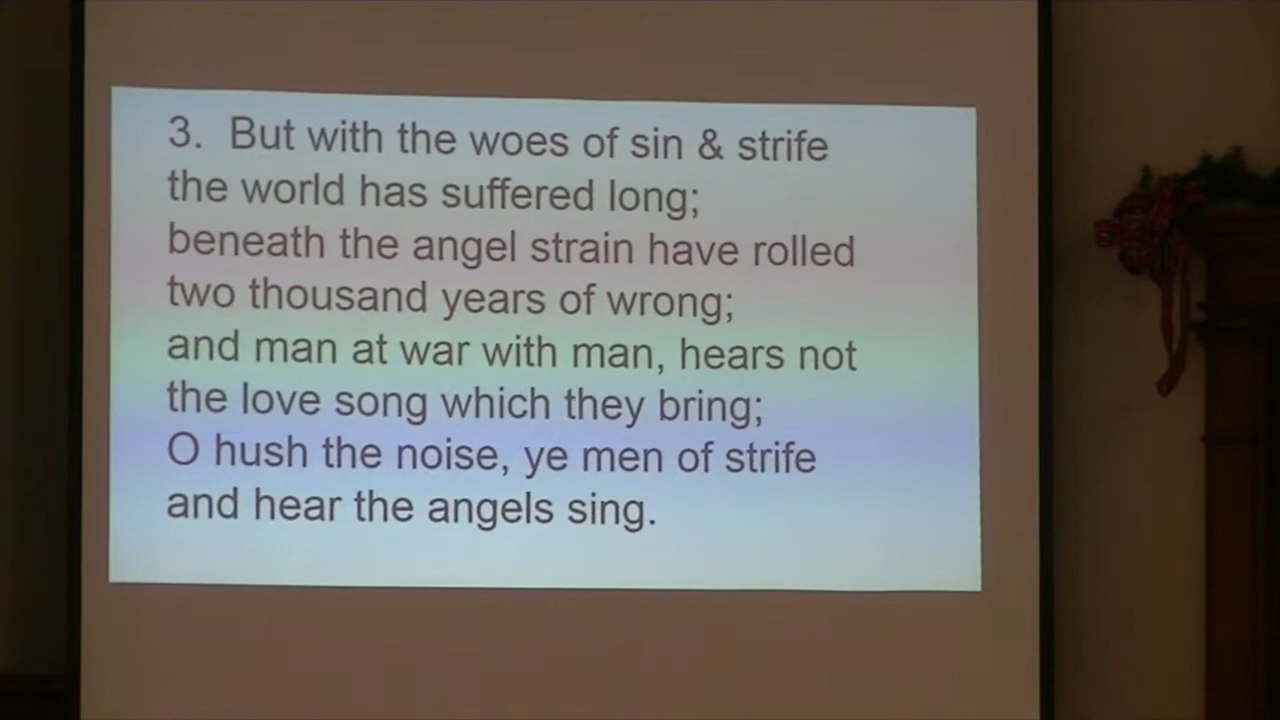 3. But with the woes of sin & strife
the world has suffered long;
beneath the angel strain have rolled
two thousand years of wrong;
and man at war with man, hears not
the love song which they bring;
O hush the noise, ye men of strife
and hear the angels sing.